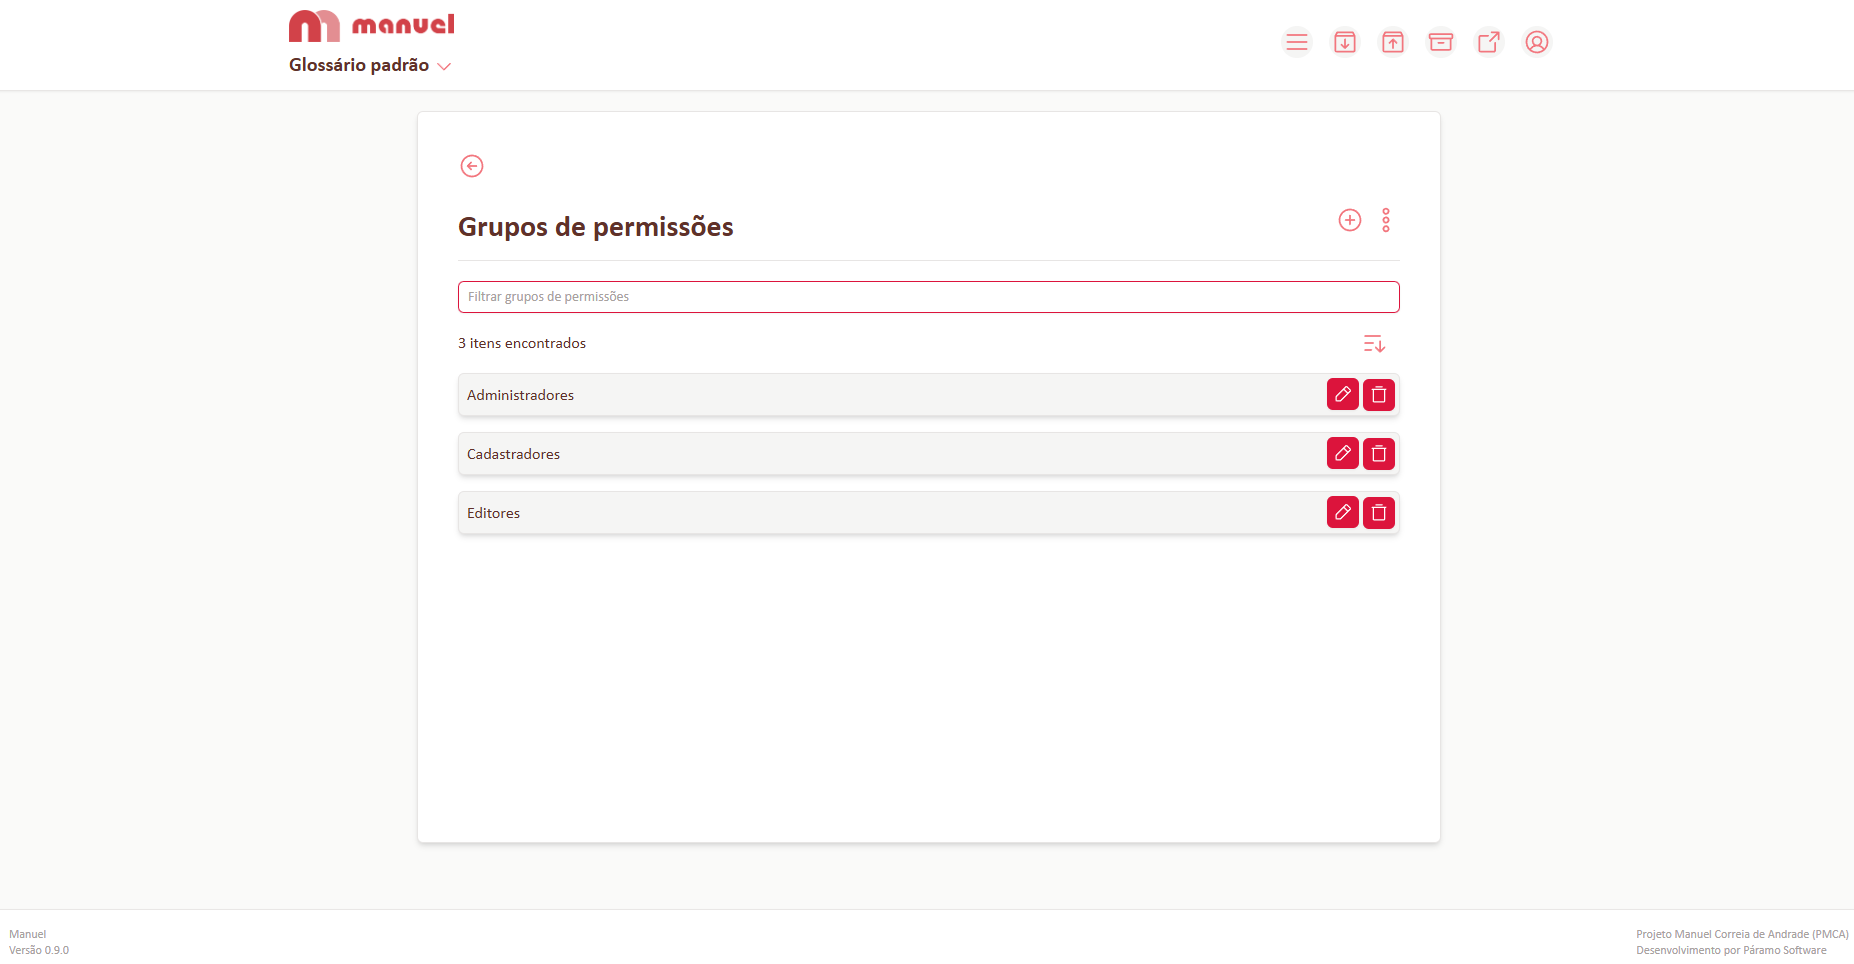 manuel
Glossário padrão
Grupos de permissões
Filtrar grupos de permissões
3 itens encontrados
Administradores
Cadastradores
Editores
Manuel
Versão 0.9.0
Projeto Manuel Correia de Andrade (PMCA)
Desenvolvimento por Páramo Software